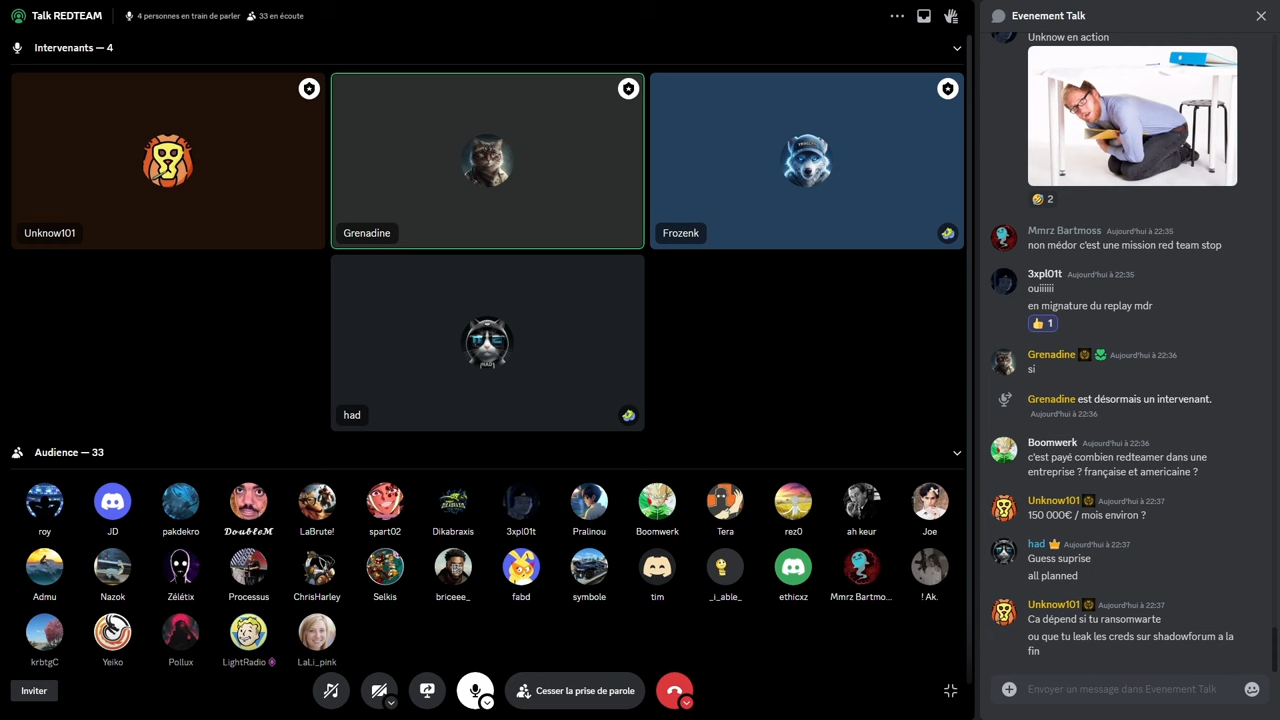 Talk REDTEAM
4 personnes en train de parler
33 en écoute
Intervenants — 4
Unknow101
Grenadine
Frozenk
had
Audience — 33
roy
JD
pakdekro
𝓓𝓸𝓾𝓫𝓵𝓮𝓜
LaBrute!
spart02
Dikabraxis
3xpl01t
Pralinou
Boomwerk
Tera
rez0
ah keur
Joe
Admu
Nazok
Zélétix
Processus
ChrisHarley
Selkis
briceee_
fabd
symbole
tim
_i_able_
ethicxz
Mmrz Bartmo...
! Ak.
krbtgC
Yeiko
Pollux
LightRadio
LaLi_pink
Inviter
Cesser la prise de parole
Evenement Talk
Unknow en action
2
Mmrz Bartmoss Aujourd'hui à 22:35
non médor c'est une mission red team stop
3xpl01t Aujourd'hui à 22:35
ouiiiiii
en mignature du replay mdr
1
Grenadine Aujourd'hui à 22:36
si
Grenadine est désormais un intervenant.
Aujourd'hui à 22:36
Boomwerk Aujourd'hui à 22:36
c'est payé combien redteamer dans une
entreprise ? française et americaine ?
Unknow101 Aujourd'hui à 22:37
150 000€ / mois environ ?
had Aujourd'hui à 22:37
Guess suprise
all planned
Unknow101 Aujourd'hui à 22:37
Ca dépend si tu ransomwarte
ou que tu leak les creds sur shadowforum a la
fin
Envoyer un message dans Evenement Talk